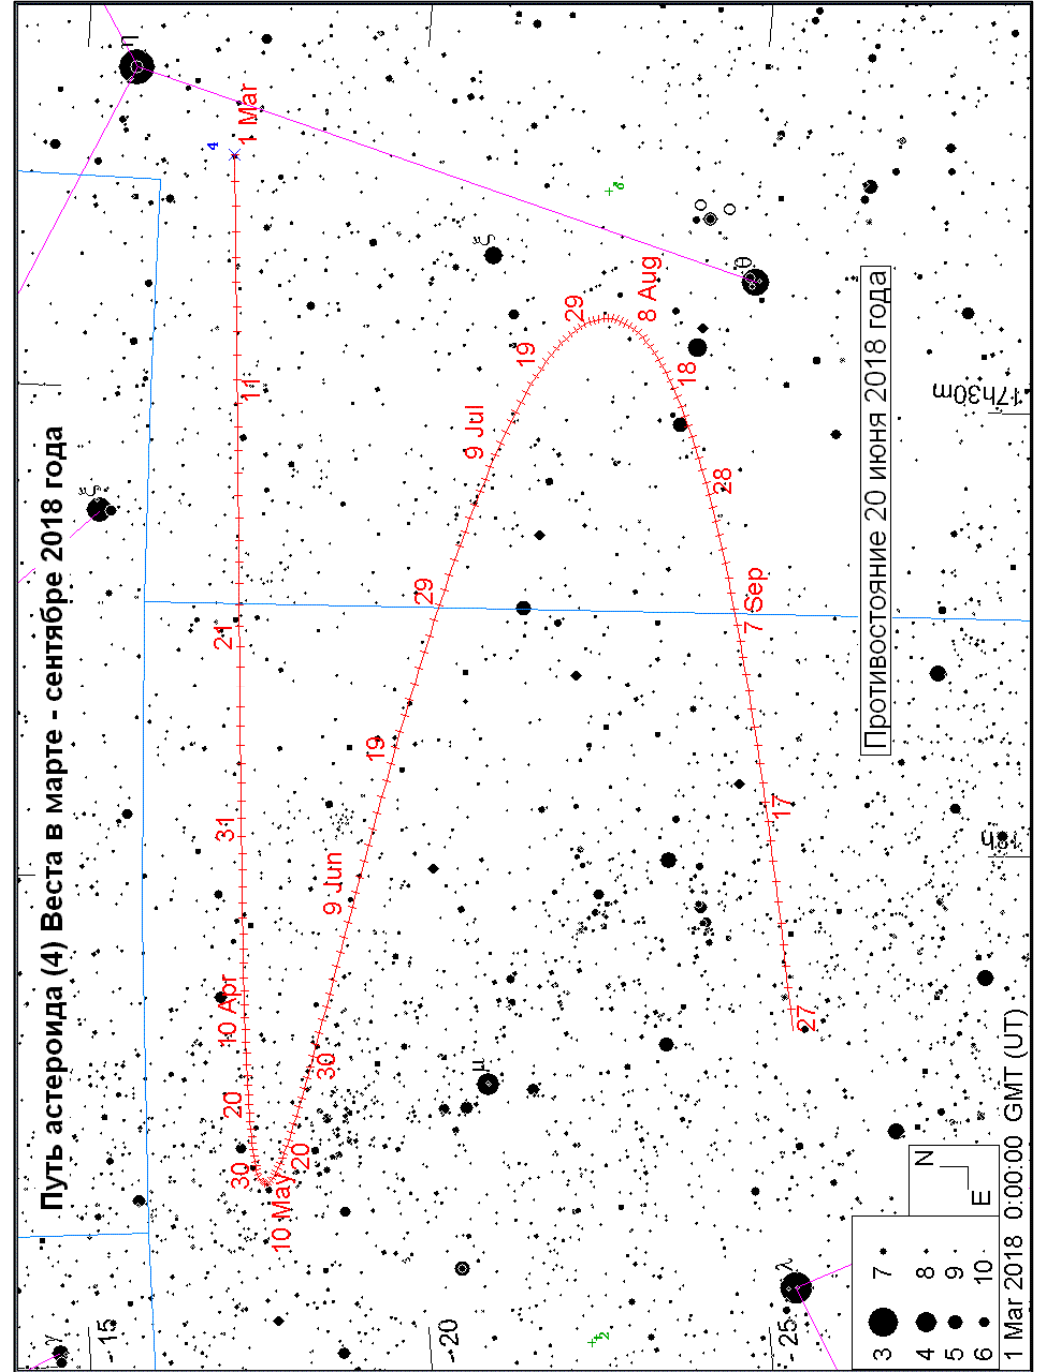 Путь астероида (4) Веста в марте - сентябре 2018 года
η
4
1 Mar
11
21
31
10 Apr
20
30
10 May
20
30
9 Jun
19
29
9 Jul
19
29
8 Aug
18
28
7 Sep
17
27
ξ
ξ
γ
μ
λ
θ
ο
15
20
25
17h30m
18h
2
Противостояние 20 июня 2018 года
N
E
3 7
4 8
5 9
6 10
1 Mar 2018 0:00:00 GMT (UT)